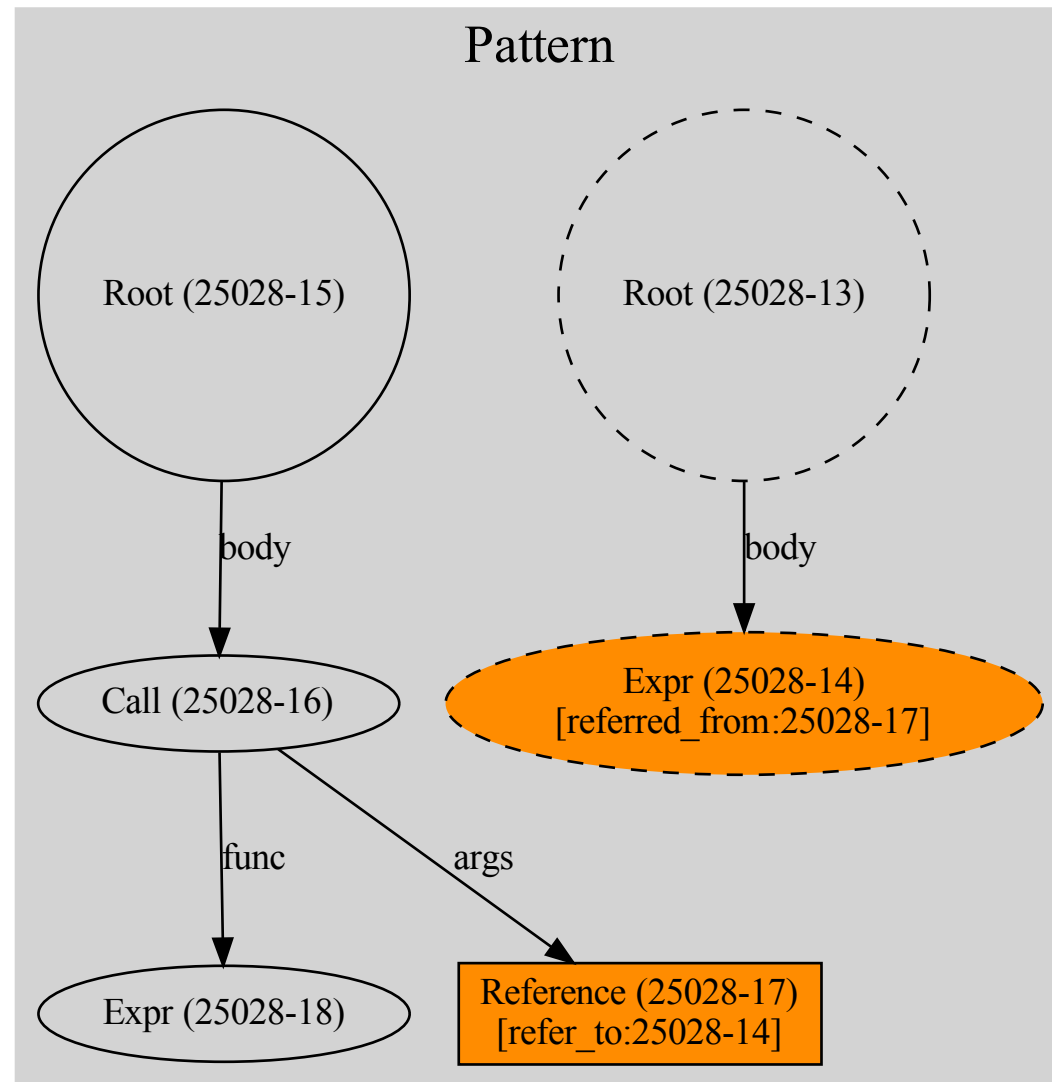 Pattern
Root (25028-15)
Root (25028-13)
body
body
Call (25028-16)
Expr (25028-14)
[referred_from:25028-17]
func
args
Expr (25028-18)
Reference (25028-17)
[refer_to:25028-14]